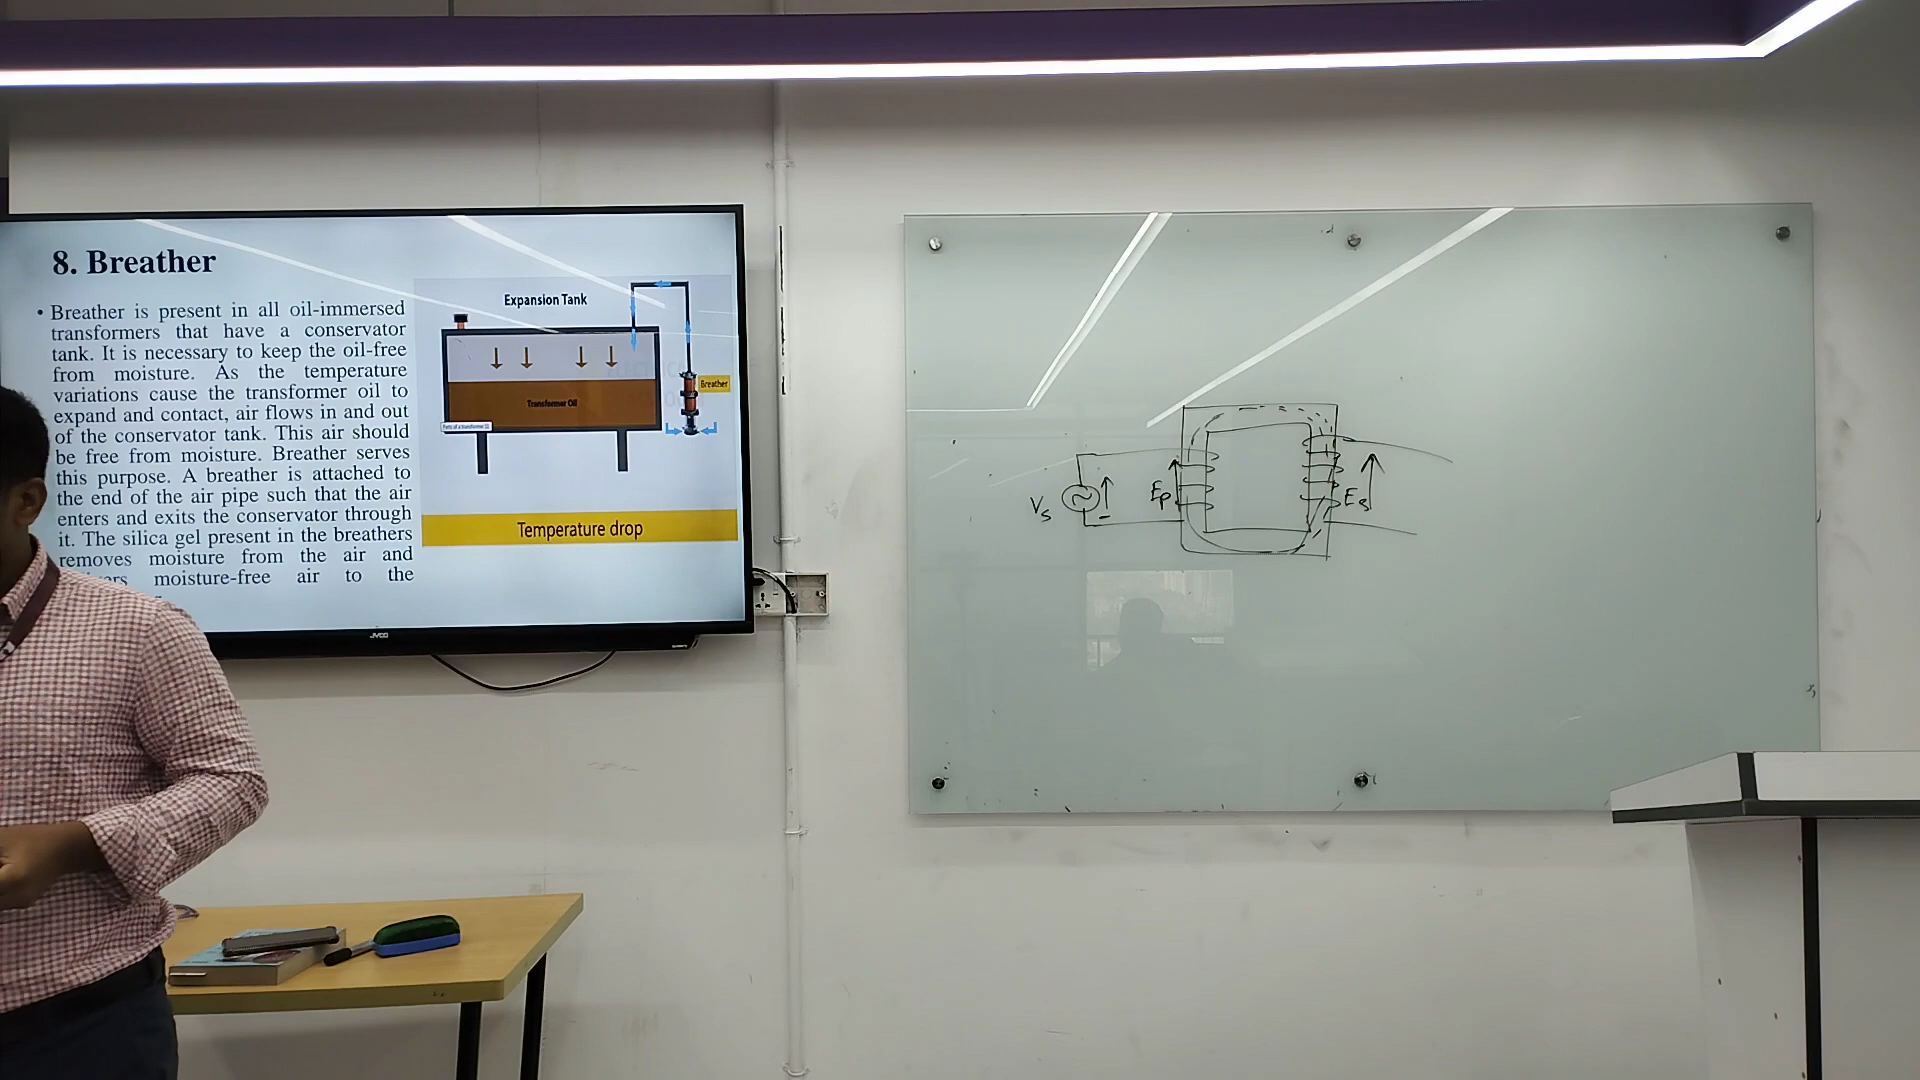 8. Breather
• Breather is present in all oil-immersed
transformers that have a conservator
tank. It is necessary to keep the oil-free
from moisture. As the temperature
variations cause the transformer oil to
expand and contact, air flows in and out
of the conservator tank. This air should
be free from moisture. Breather serves
this purpose. A breather is attached to
the end of the air pipe such that the air
enters and exits the conservator through
it. The silica gel present in the breathers
removes moisture from the air and
moisture-free air to the
Expansion Tank
Breather
Transformer Oil
Parts of a transformer
Temperature drop
JVCO
Vs
Ep
Es